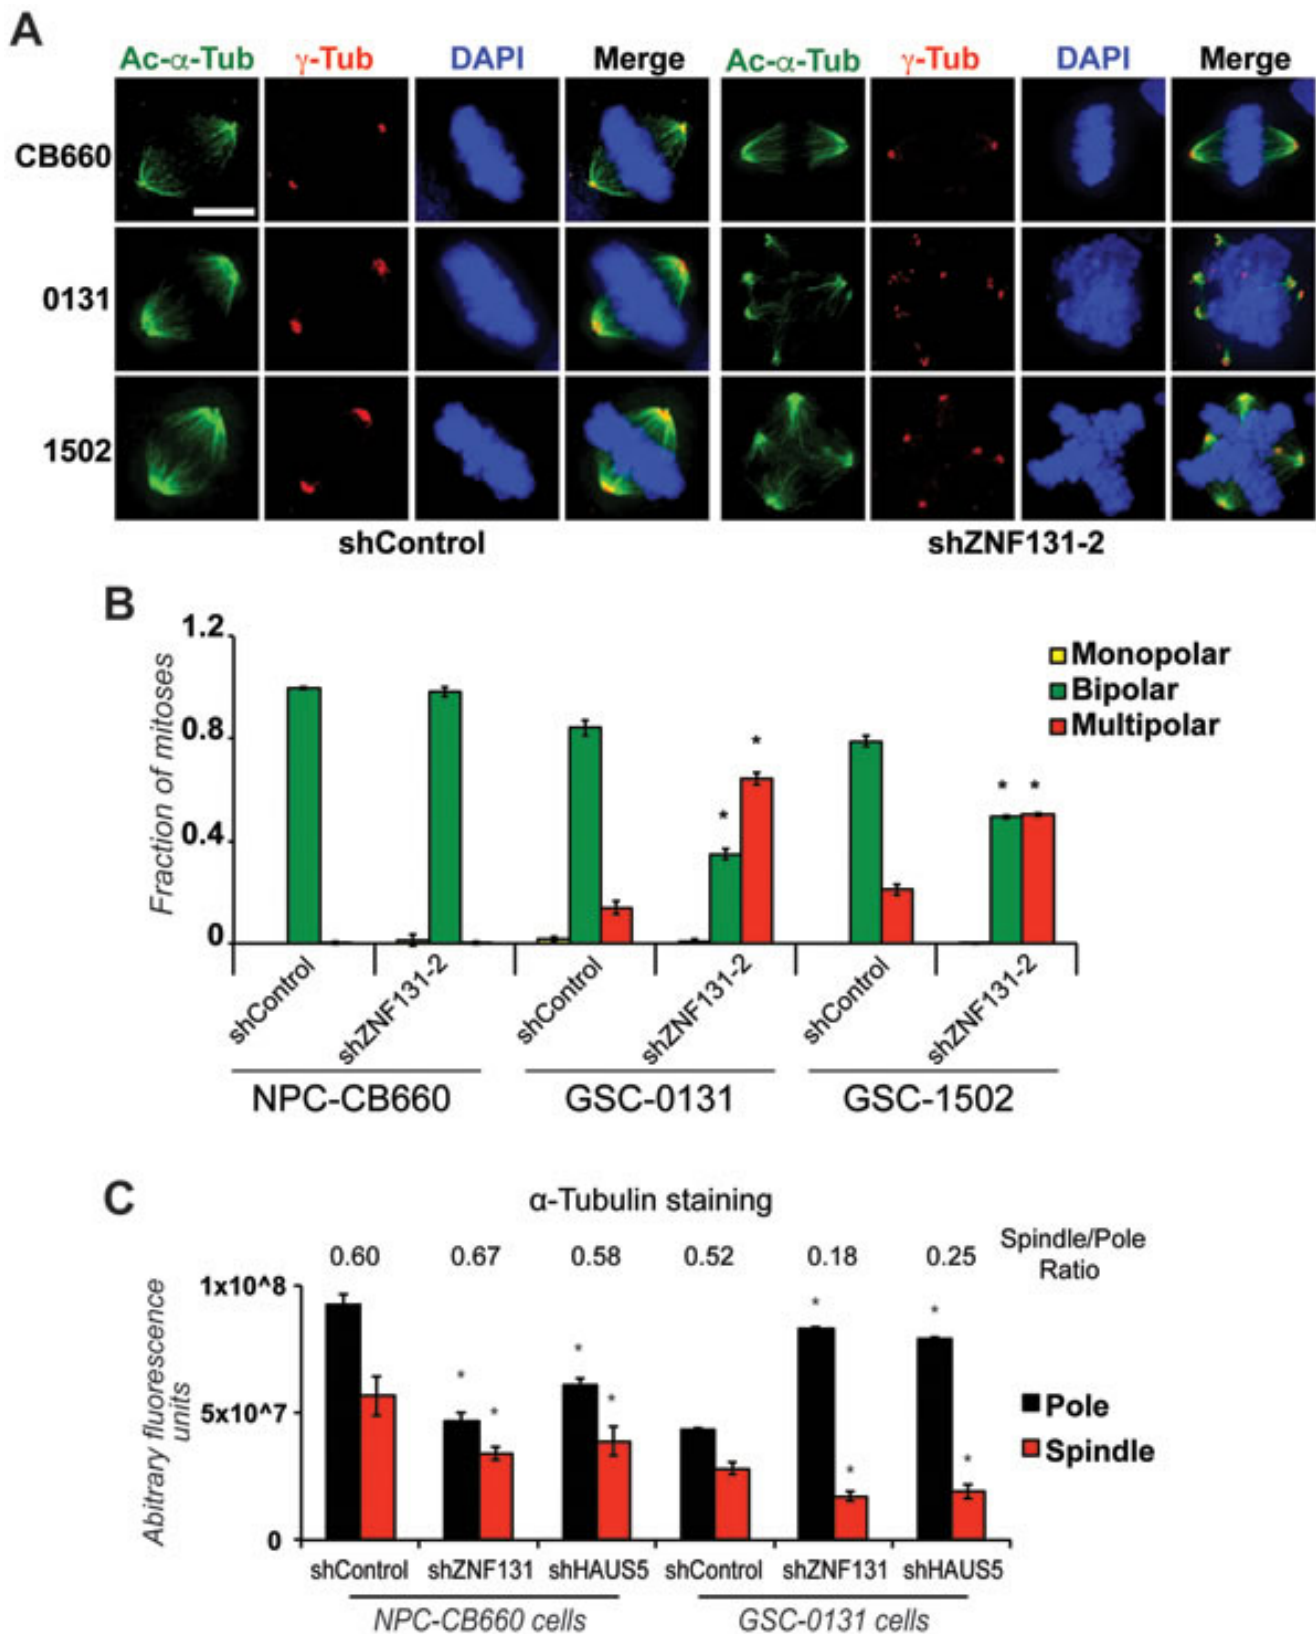 A
Ac-α-Tub γ-Tub DAPI Merge Ac-α-Tub γ-Tub DAPI Merge
CB660
0131
1502
shControl shZNF131-2
B
Fraction of mitoses
1.2
0.8
0.4
0
Monopolar
Bipolar
Multipolar
* * * *
shControl shZNF131-2 shControl shZNF131-2 shControl shZNF131-2
NPC-CB660 GSC-0131 GSC-1502
C
α-Tubulin staining
0.60 0.67 0.58 0.52 0.18 0.25 Spindle/Pole
Ratio
Abitrary fluorescence
units
1x10^8
5x10^7
0
* * * * * * * *
Pole
Spindle
shControl shZNF131 shHAUS5 shControl shZNF131 shHAUS5
NPC-CB660 cells GSC-0131 cells